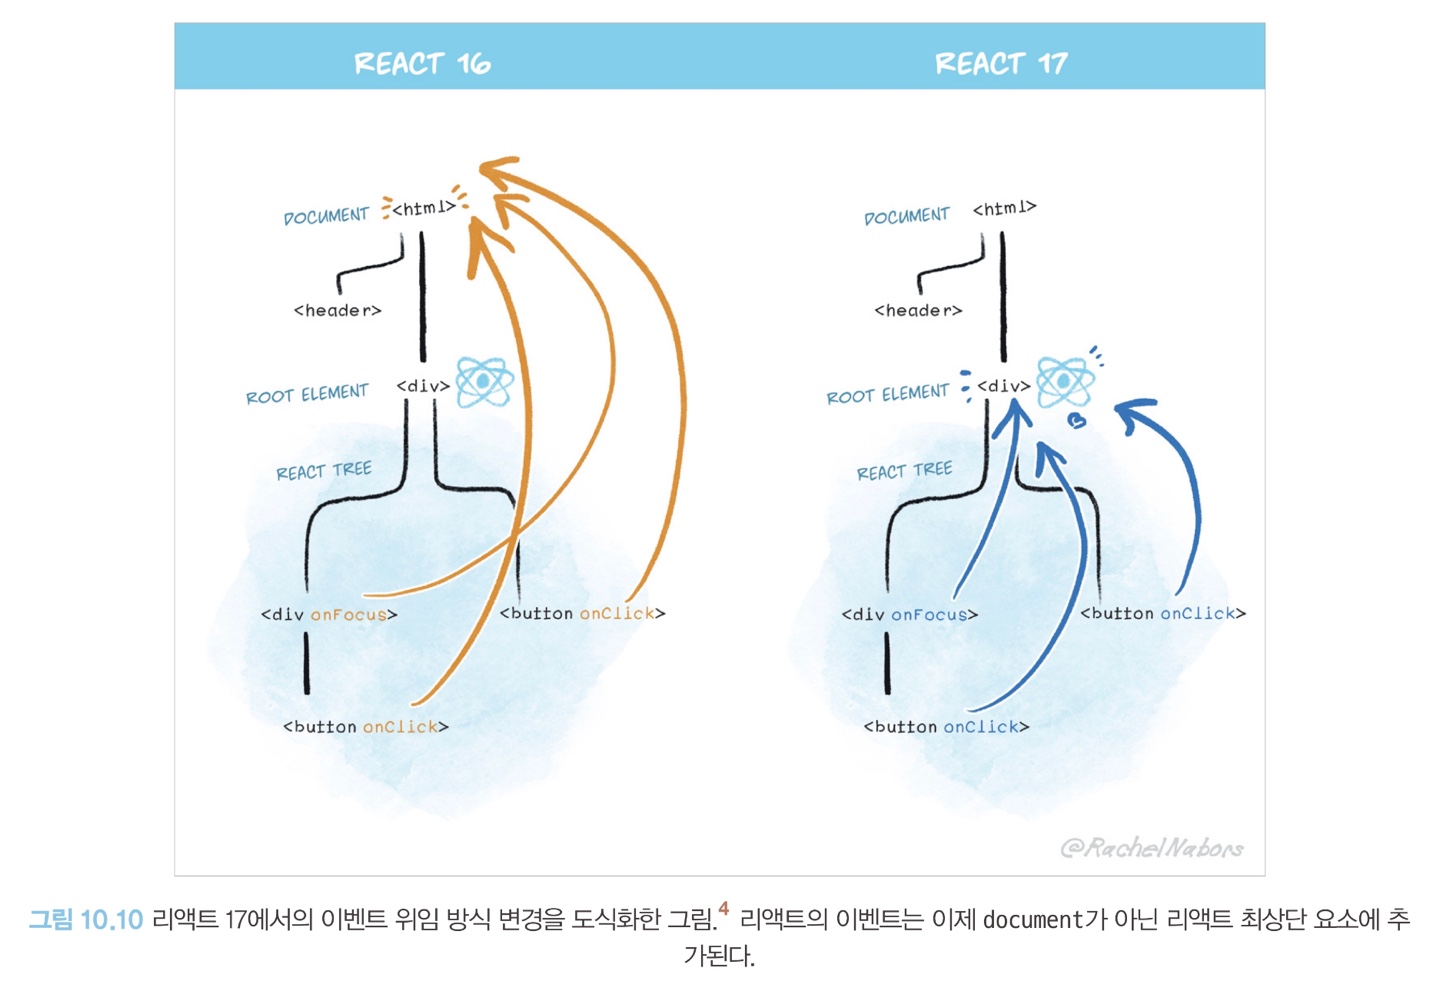 REACT 16
REACT 17
DOCUMENT <html>
<header>
ROOT ELEMENT <div>
REACT TREE
<div onFocus>
<button onClick>
<button onClick>
DOCUMENT <html>
<header>
ROOT ELEMENT <div>
REACT TREE
<div onFocus>
<button onClick>
<button onClick>
@RachelNabors
그림 10.10 리액트 17에서의 이벤트 위임 방식 변경을 도식화한 그림.4 리액트의 이벤트는 이제 document가 아닌 리액트 최상단 요소에 추
가된다.